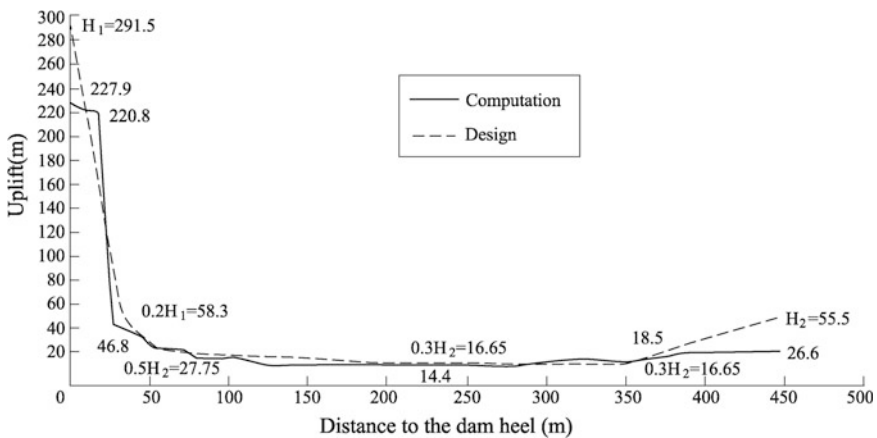 300
280
260
240
220
200
180
160
140
120
100
80
60
40
20
Uplift(m)
H₁=291.5
227.9
220.8
Computation
Design
0.2H₁=58.3
46.8
0.5H₂=27.75
0.3H₂=16.65
14.4
18.5
0.3H₂=16.65
H₂=55.5
26.6
0 50 100 150 200 250 300 350 400 450 500
Distance to the dam heel (m)